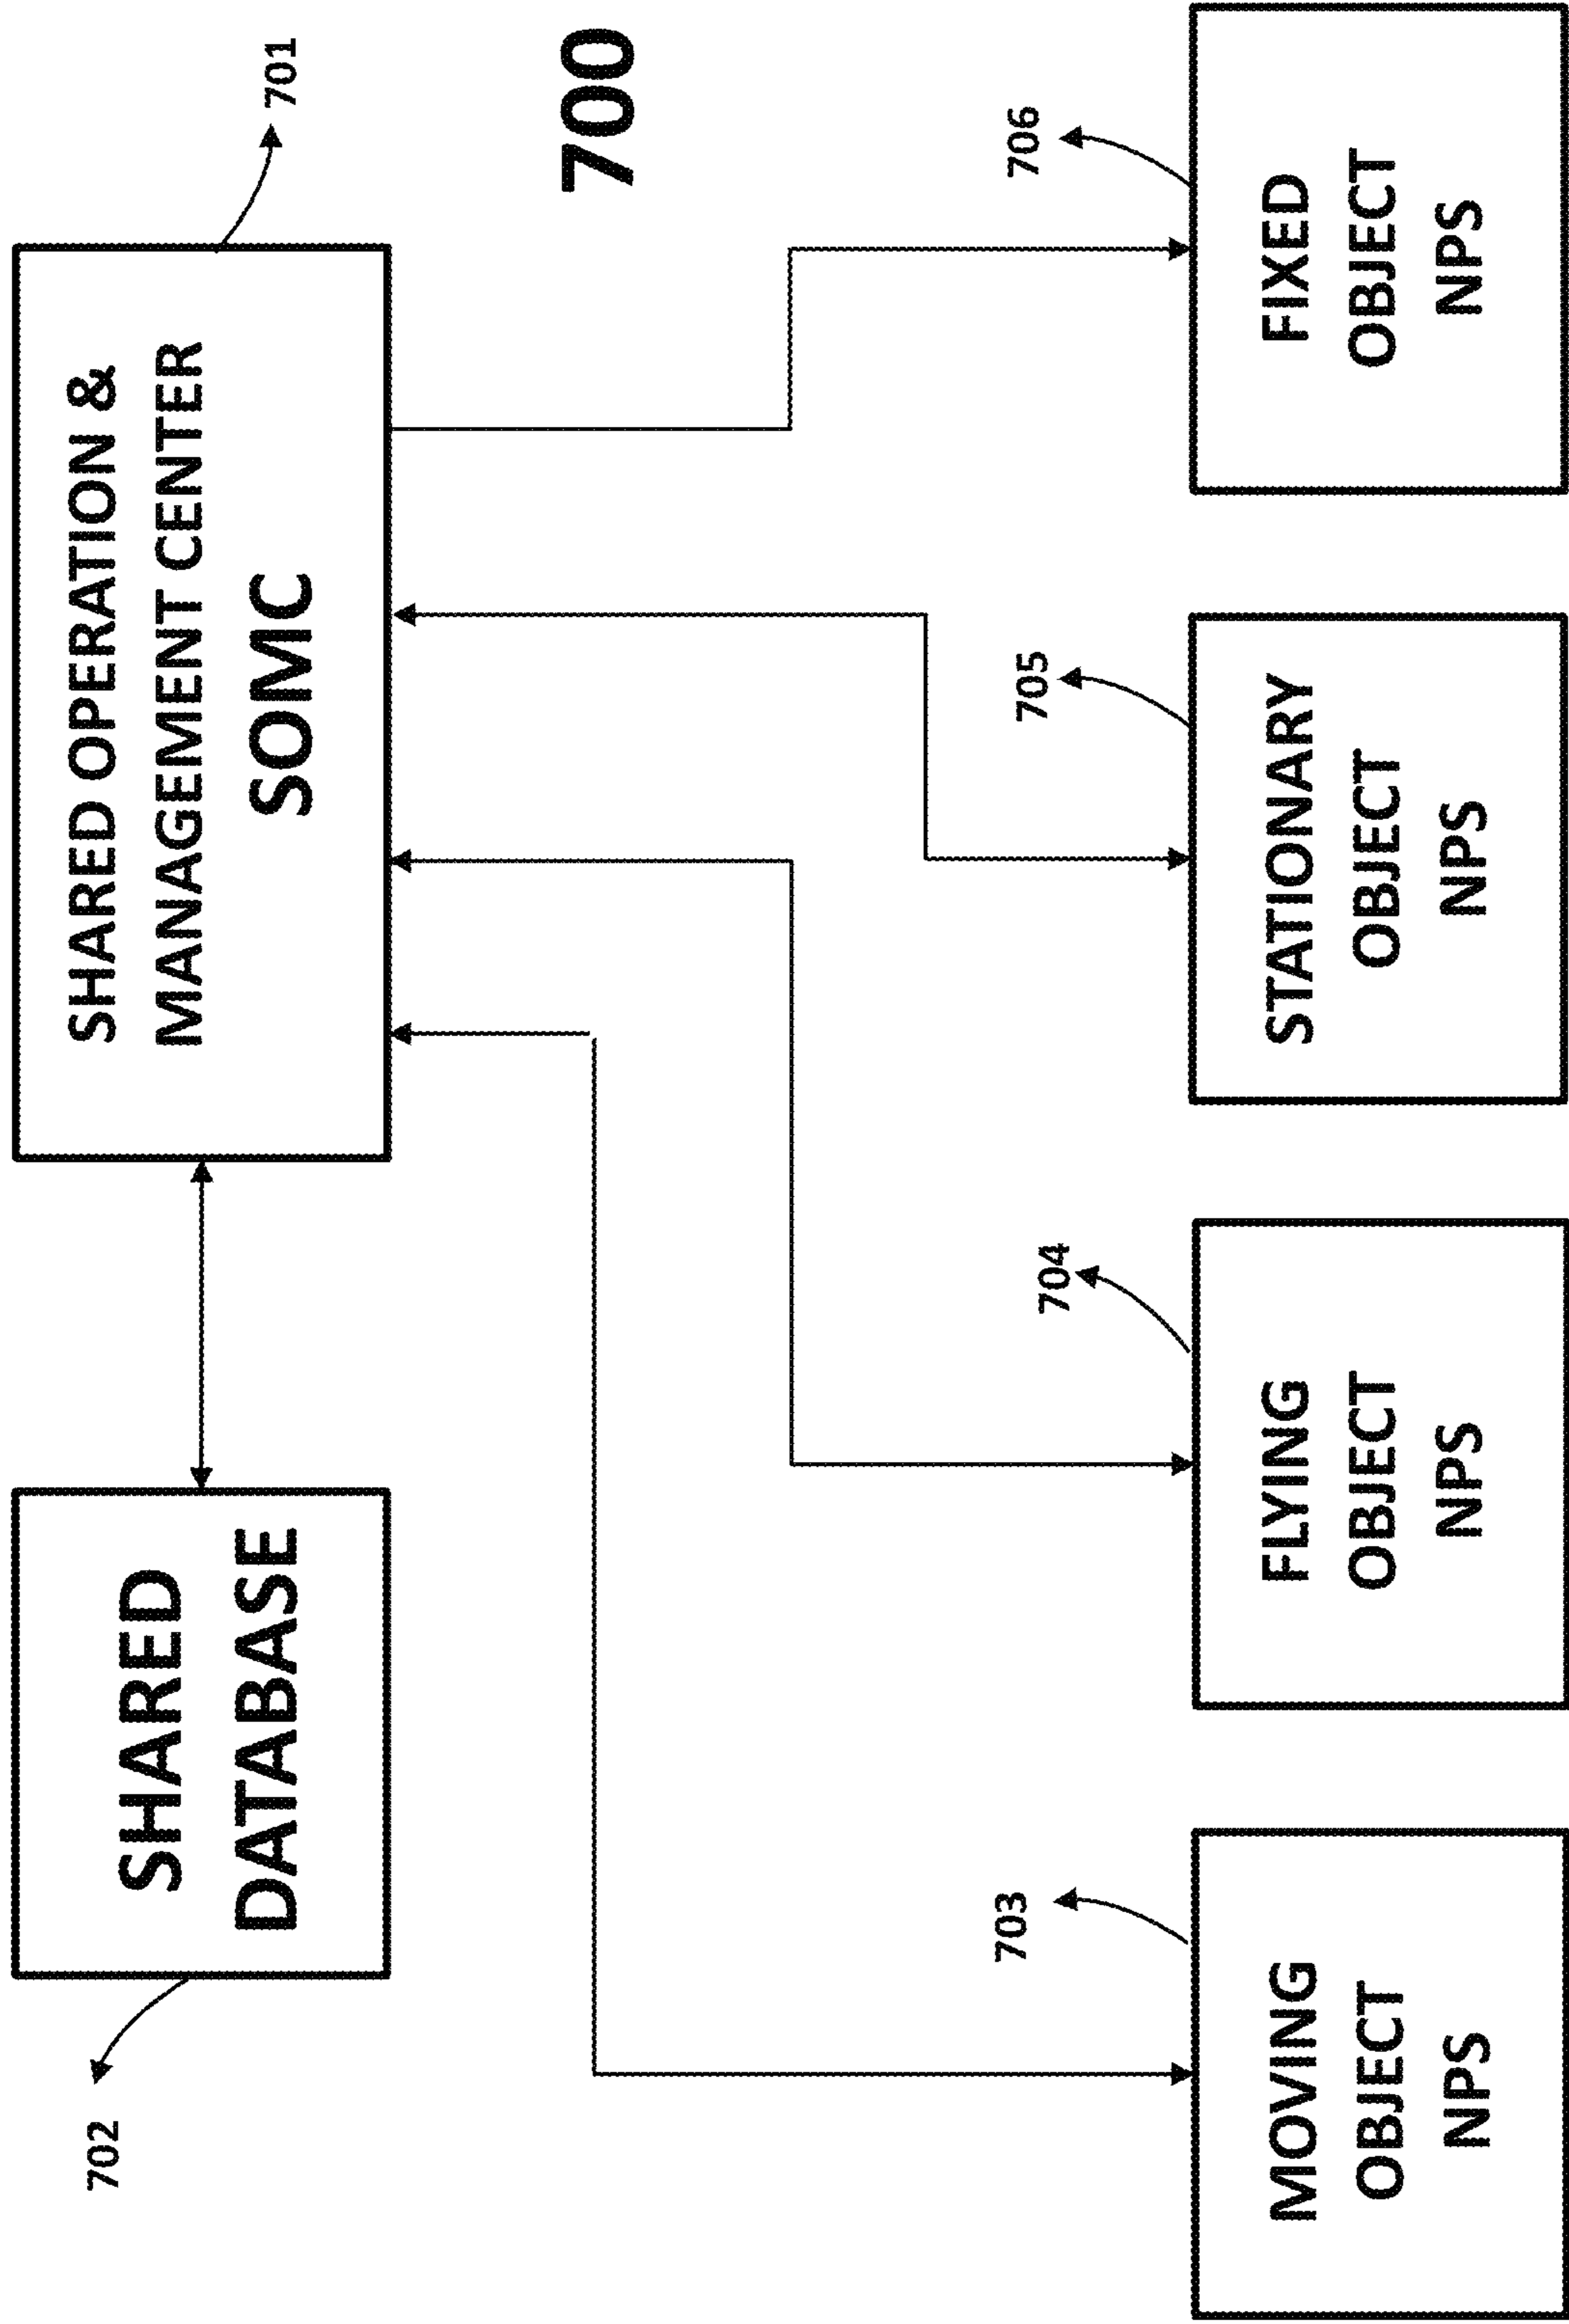 702
SHARED
DATABASE
SHARED OPERATION &
MANAGEMENT CENTER
SOMC
701
700
703
MOVING
OBJECT
NPS
704
FLYING
OBJECT
NPS
705
STATIONARY
OBJECT
NPS
706
FIXED
OBJECT
NPS